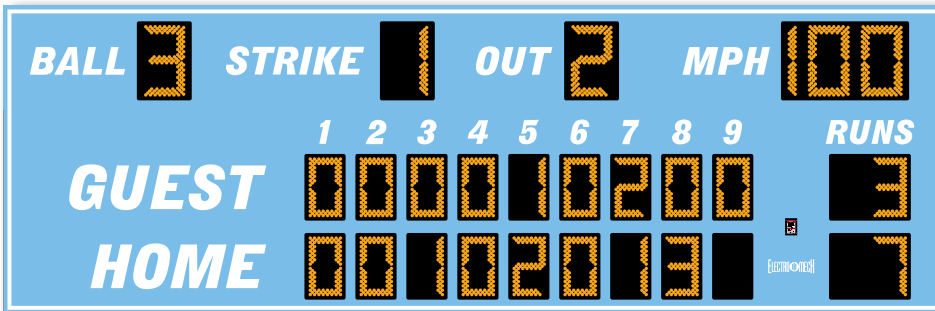 BALL 3 STRIKE 1 OUT 2 MPH 100
1 2 3 4 5 6 7 8 9 RUNS
GUEST 0 0 0 0 1 0 2 0 0 3
HOME 0 0 1 0 2 0 1 3 7
ELECTRO-MECH